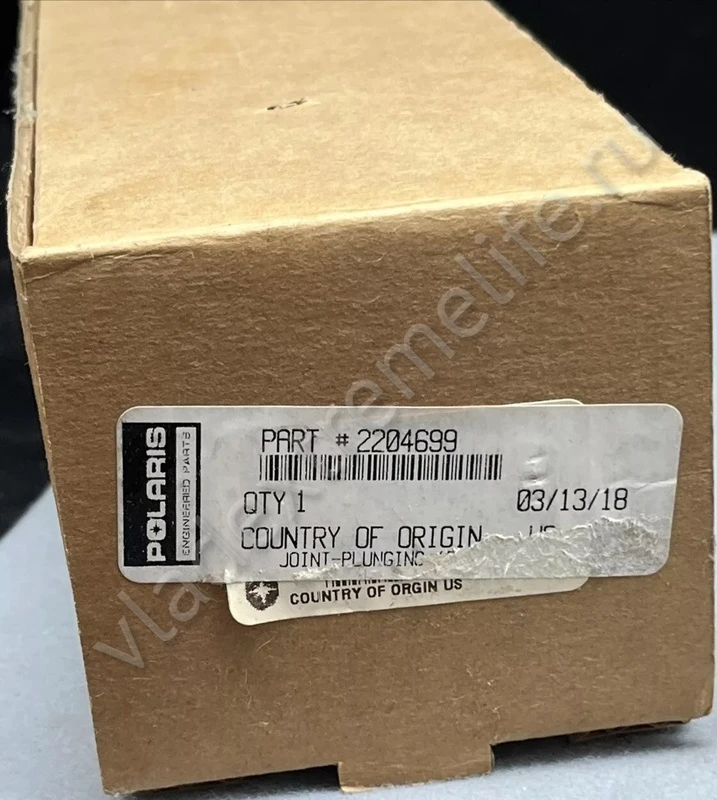 POLARIS
ENGINEERED PARTS
PART # 2204699
QTY 1 03/13/18
COUNTRY OF ORIGIN US
JOINT-PLUNGING
COUNTRY OF ORGIN US